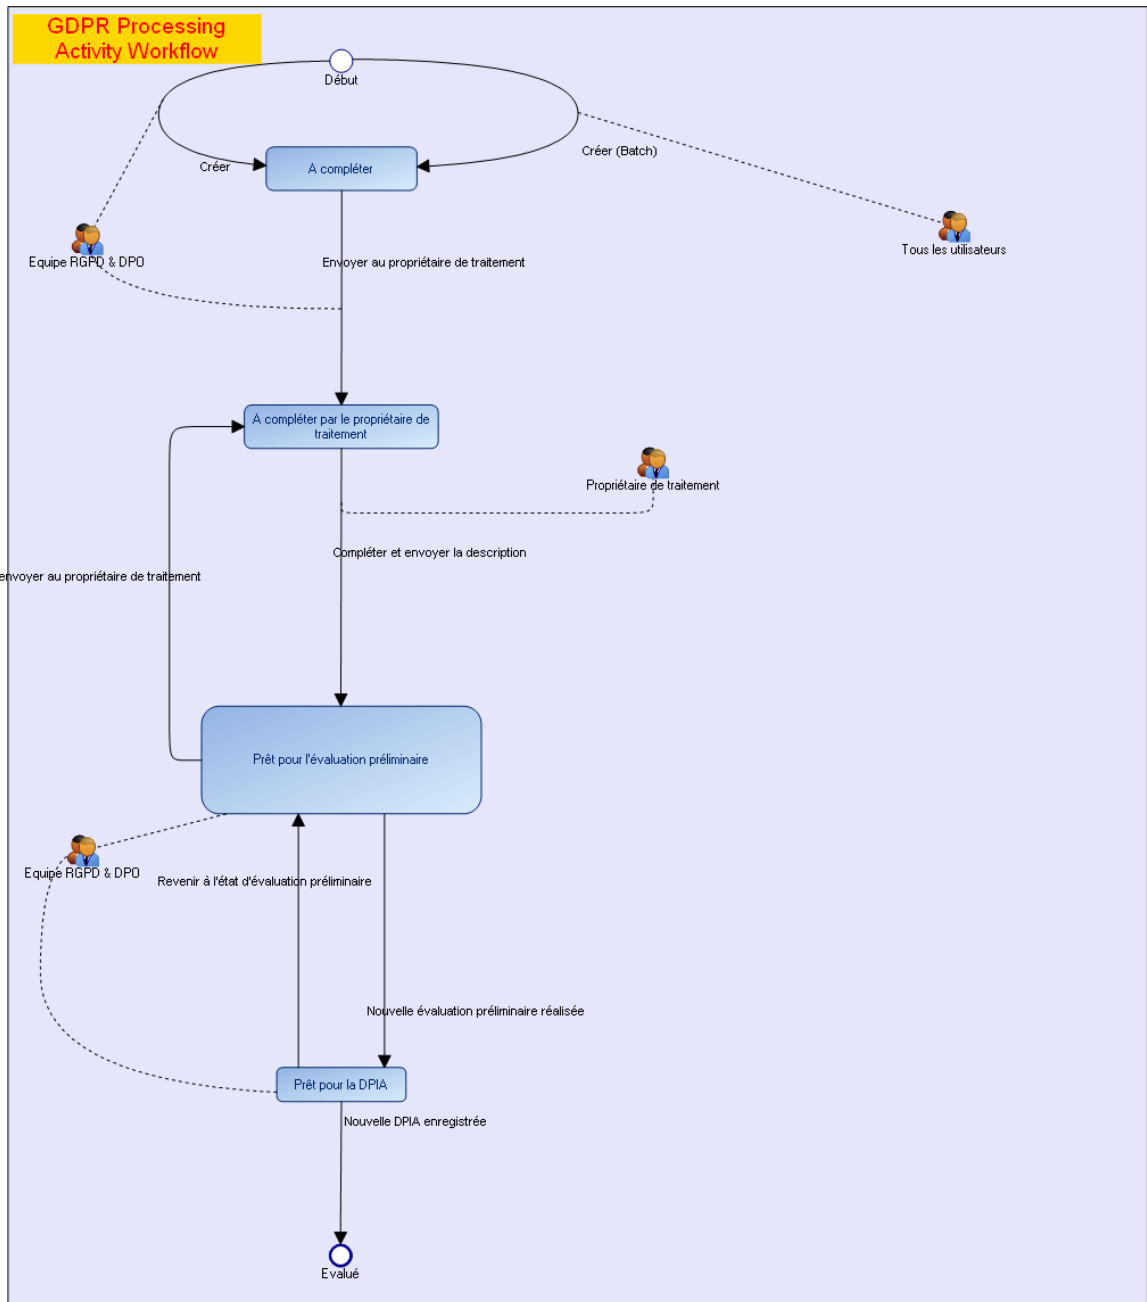 GDPR Processing
Activity Workflow
Début
Créer
Créer (Batch)
A compléter
Equipe RGPD & DPO
Tous les utilisateurs
Envoyer au propriétaire de traitement
A compléter par le propriétaire de
traitement
Propriétaire de traitement
Compléter et envoyer la description
envoyer au propriétaire de traitement
Prêt pour l'évaluation préliminaire
Equipe RGPD & DPO
Revenir à l'état d'évaluation préliminaire
Nouvelle évaluation préliminaire réalisée
Prêt pour la DPIA
Nouvelle DPIA enregistrée
Evalué